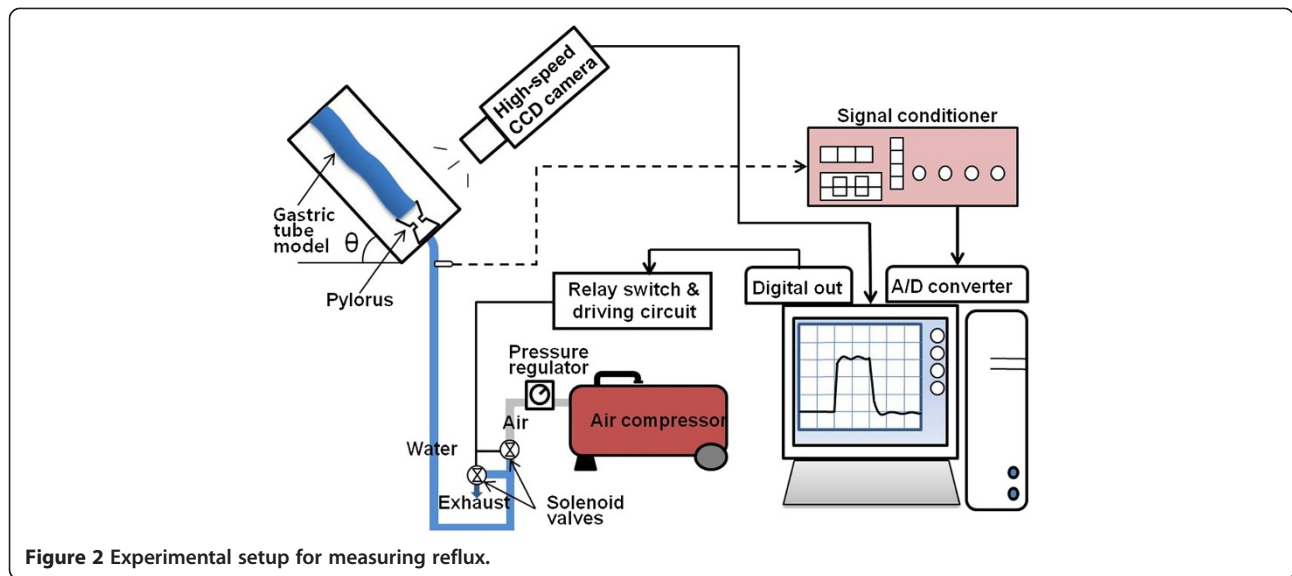 High-speed
CCD camera
Signal conditioner
Gastric
tube
model
θ
Pylorus
Relay switch &
driving circuit
Digital out
A/D converter
Pressure
regulator
Air
Air compressor
Water
Exhaust
Solenoid
valves
Figure 2 Experimental setup for measuring reflux.